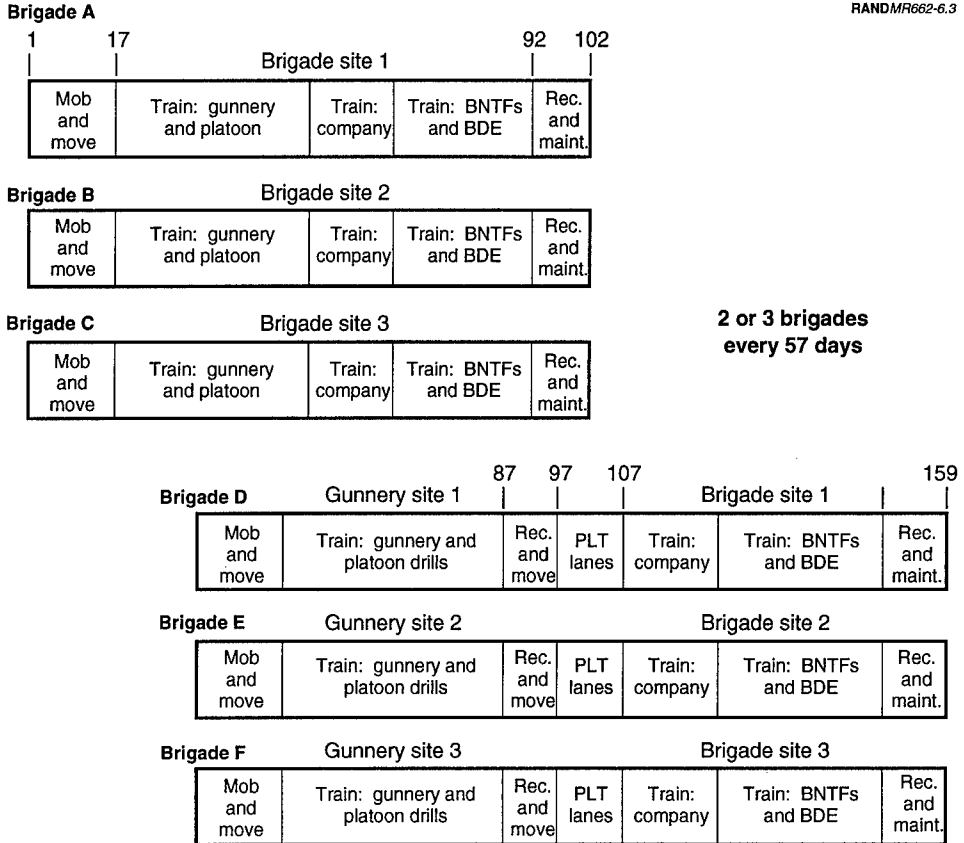 RANDMR662-6.3
Brigade A
1 17 92 102
Brigade site 1
Mob and move
Train: gunnery and platoon
Train: company
Train: BNTFs and BDE
Rec. and maint.
Brigade B
Brigade site 2
Mob and move
Train: gunnery and platoon
Train: company
Train: BNTFs and BDE
Rec. and maint.
Brigade C
Brigade site 3
Mob and move
Train: gunnery and platoon
Train: company
Train: BNTFs and BDE
Rec. and maint.
2 or 3 brigades
every 57 days
87 97 107 159
Brigade D
Gunnery site 1
Brigade site 1
Mob and move
Train: gunnery and platoon drills
Rec. and move
PLT lanes
Train: company
Train: BNTFs and BDE
Rec. and maint.
Brigade E
Gunnery site 2
Brigade site 2
Mob and move
Train: gunnery and platoon drills
Rec. and move
PLT lanes
Train: company
Train: BNTFs and BDE
Rec. and maint.
Brigade F
Gunnery site 3
Brigade site 3
Mob and move
Train: gunnery and platoon drills
Rec. and move
PLT lanes
Train: company
Train: BNTFs and BDE
Rec. and maint.